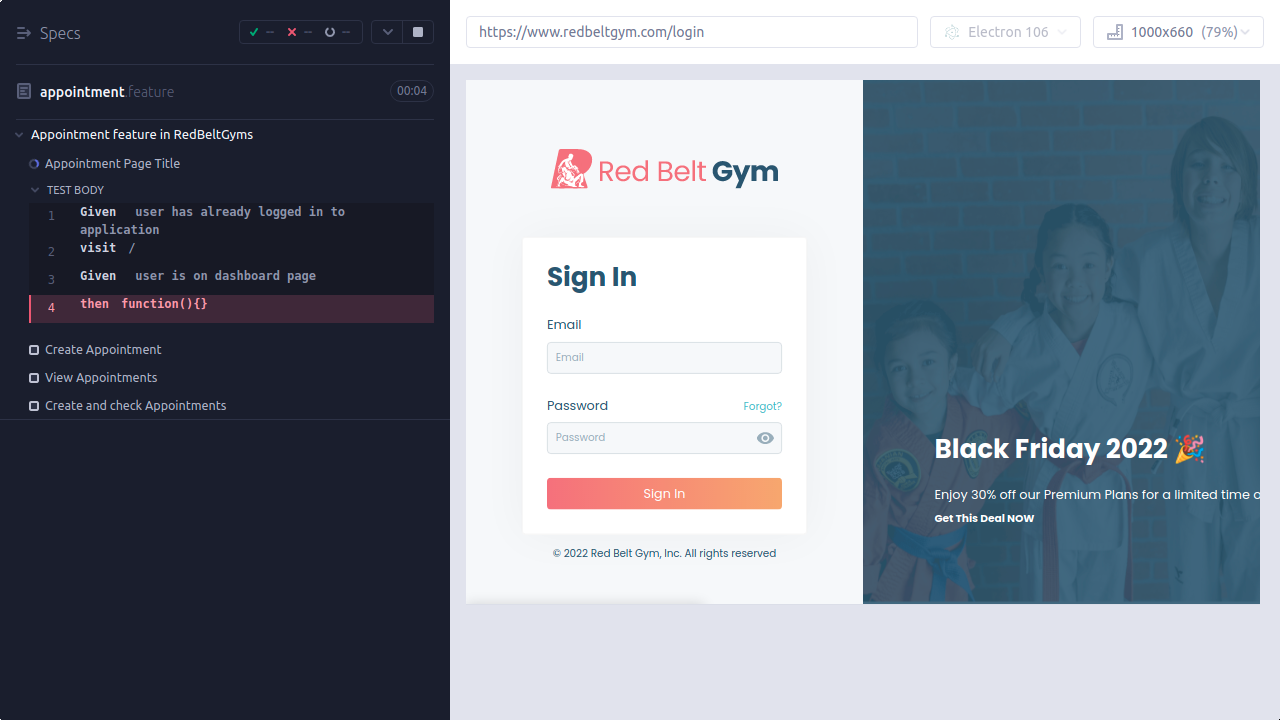 Specs
-- -- --
appointment.feature
00:04
Appointment feature in RedBeltGyms
Appointment Page Title
TEST BODY
1 Given user has already logged in to
application
2 visit /
3 Given user is on dashboard page
4 then function(){}
Create Appointment
View Appointments
Create and check Appointments
https://www.redbeltgym.com/login
Electron 106
1000x660 (79%)
Red Belt Gym
Sign In
Email
Email
Password Forgot?
Password
Sign In
© 2022 Red Belt Gym, Inc. All rights reserved
Black Friday 2022 🎉
Enjoy 30% off our Premium Plans for a limited time o
Get This Deal NOW